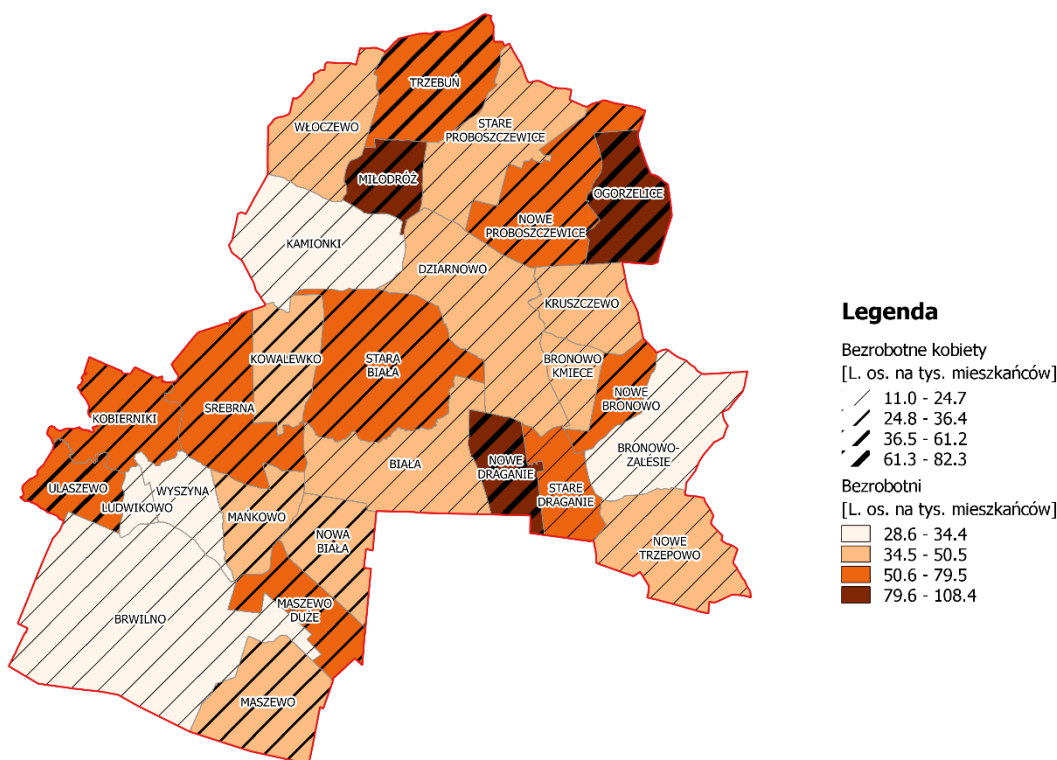 TRZEBUŃ
WŁOCZEWO
STARE
PROBOSZCZEWICE
MIŁODRÓŻ
OGORZELICE
NOWE
PROBOSZCZEWICE
KAMIONKI
DZIARNOWO
KRUSZCZEWO
KOWALEWKO
STARA
BIAŁA
BRONOWO
KMIECE
NOWE
BRONOWO
SREBRNA
KOBIERNIKI
BRONOWO-
ZALESIE
BIAŁA
NOWE
DRAGANIE
STARE
DRAGANIE
ULASZEWO
WYSZYNA
LUDWIKOWO
MAŃKOWO
NOWA
BIAŁA
NOWE
TRZEPOWO
MASZEWO
DUŻE
BRWILNO
MASZEWO
Legenda
Bezrobotne kobiety
[L. os. na tys. mieszkańców]
11.0 - 24.7
24.8 - 36.4
36.5 - 61.2
61.3 - 82.3
Bezrobotni
[L. os. na tys. mieszkańców]
28.6 - 34.4
34.5 - 50.5
50.6 - 79.5
79.6 - 108.4